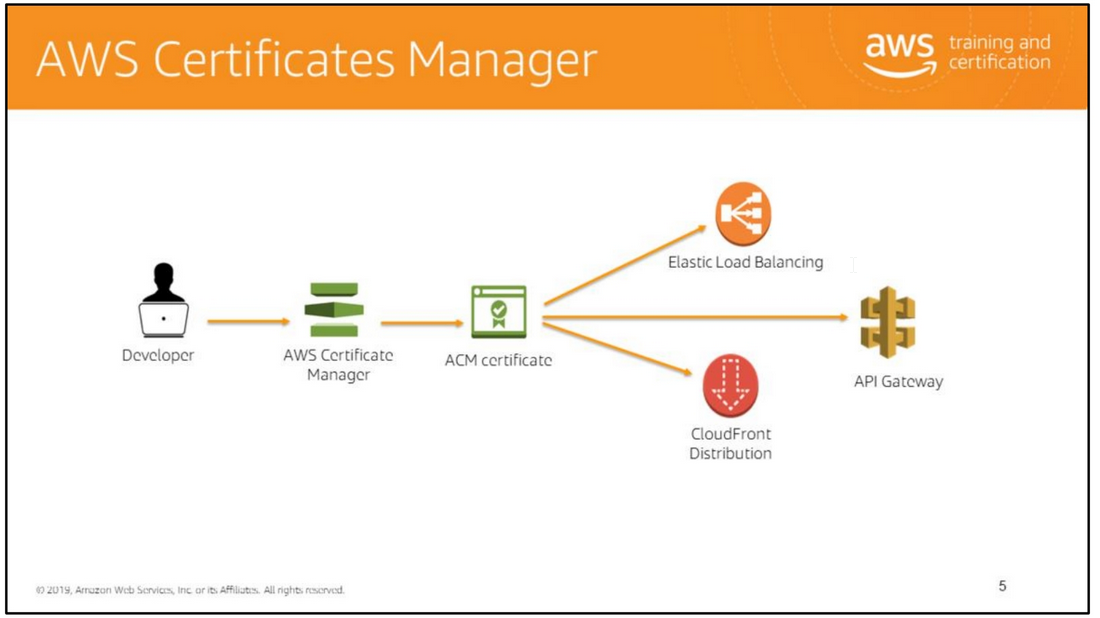 AWS Certificates Manager
aws training and
certification
Elastic Load Balancing
Developer
AWS Certificate
Manager
ACM certificate
API Gateway
CloudFront
Distribution
© 2019, Amazon Web Services, Inc. or its Affiliates. All rights reserved.
5